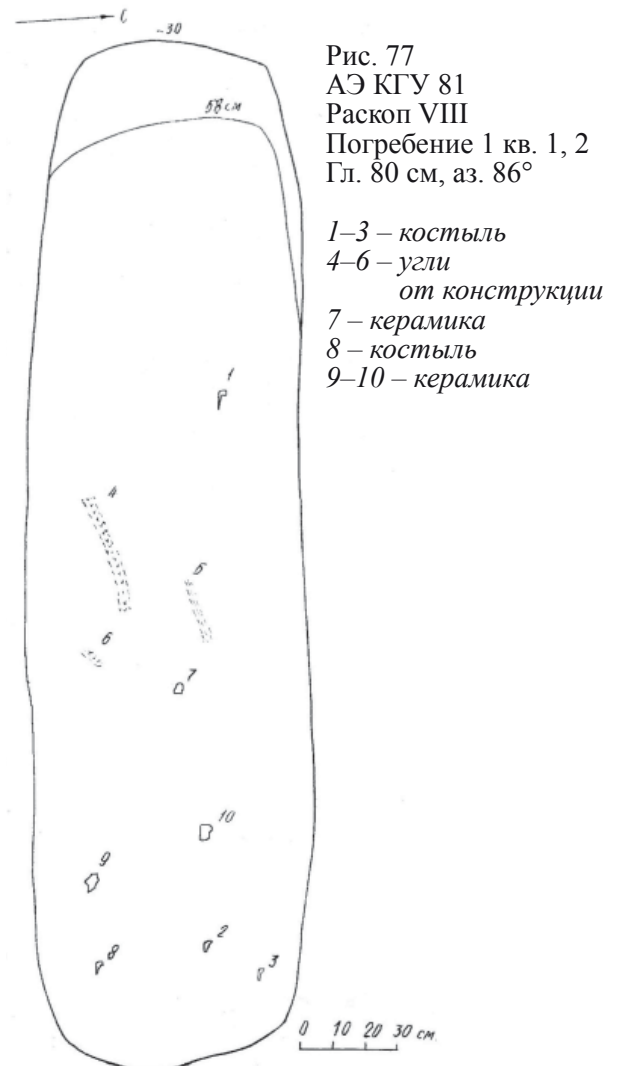 С
-30
58 см
Рис. 77
АЭ КГУ 81
Раскоп VIII
Погребение 1 кв. 1, 2
Гл. 80 см, аз. 86°
1–3 – костыль
4–6 – угли
от конструкции
7 – керамика
8 – костыль
9–10 – керамика
1
4
5
6
7
10
9
8
2
3
0 10 20 30 см.